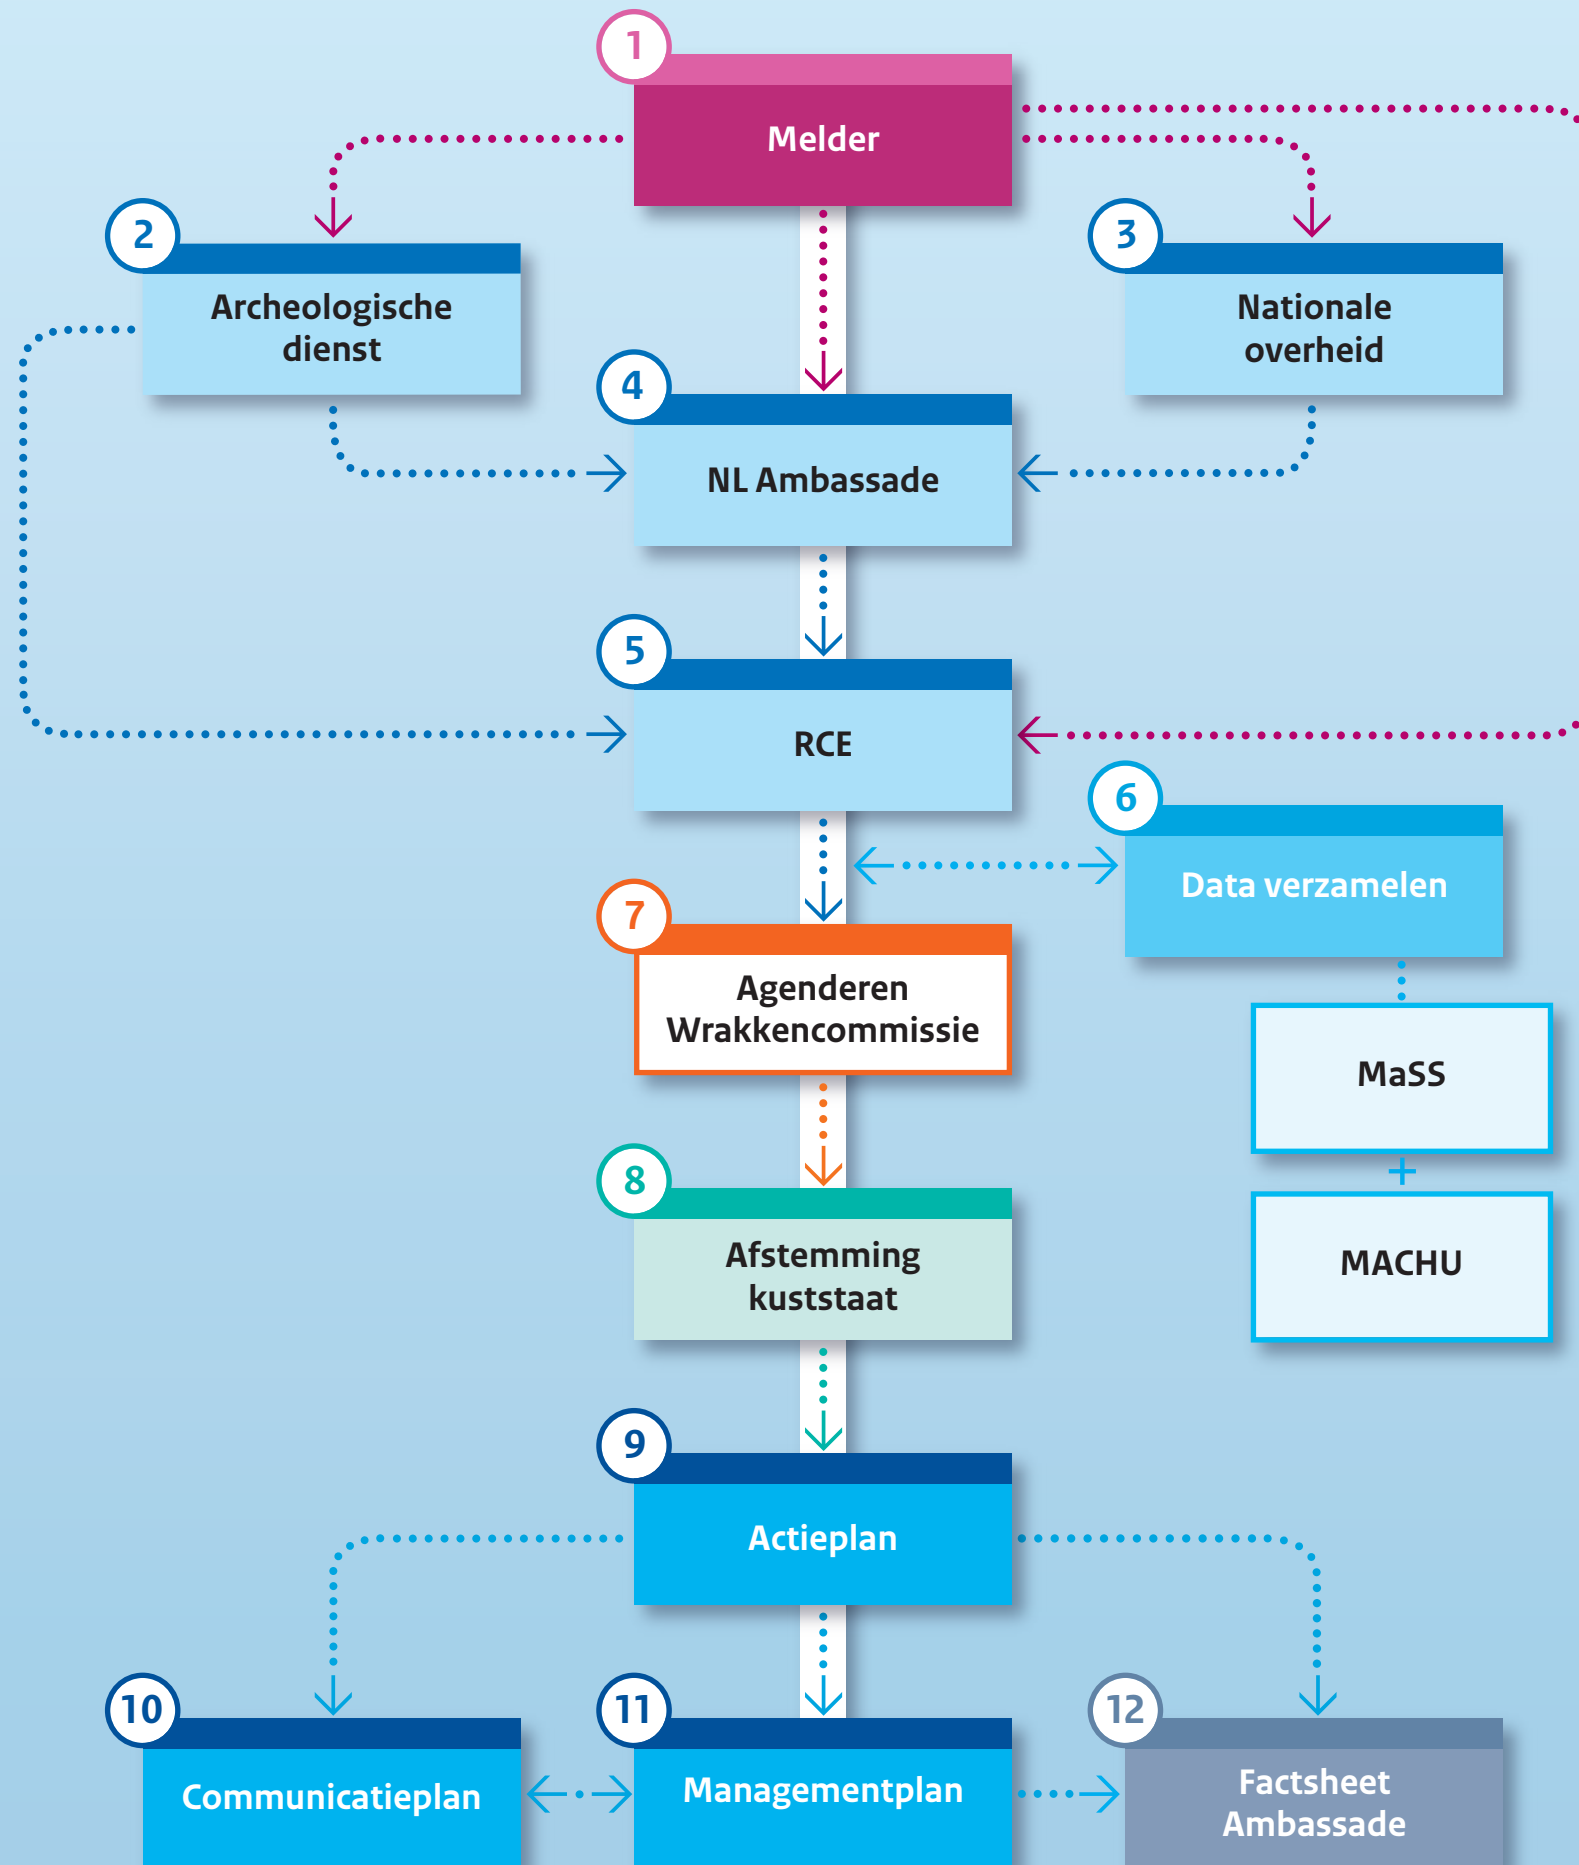 1
Melder
2
Archeologische
dienst
3
Nationale
overheid
4
NL Ambassade
5
RCE
6
Data verzamelen
7
Agenderen
Wrakkencommissie
MaSS
+
MACHU
8
Afstemming
kuststaat
9
Actieplan
10
Communicatieplan
11
Managementplan
12
Factsheet
Ambassade